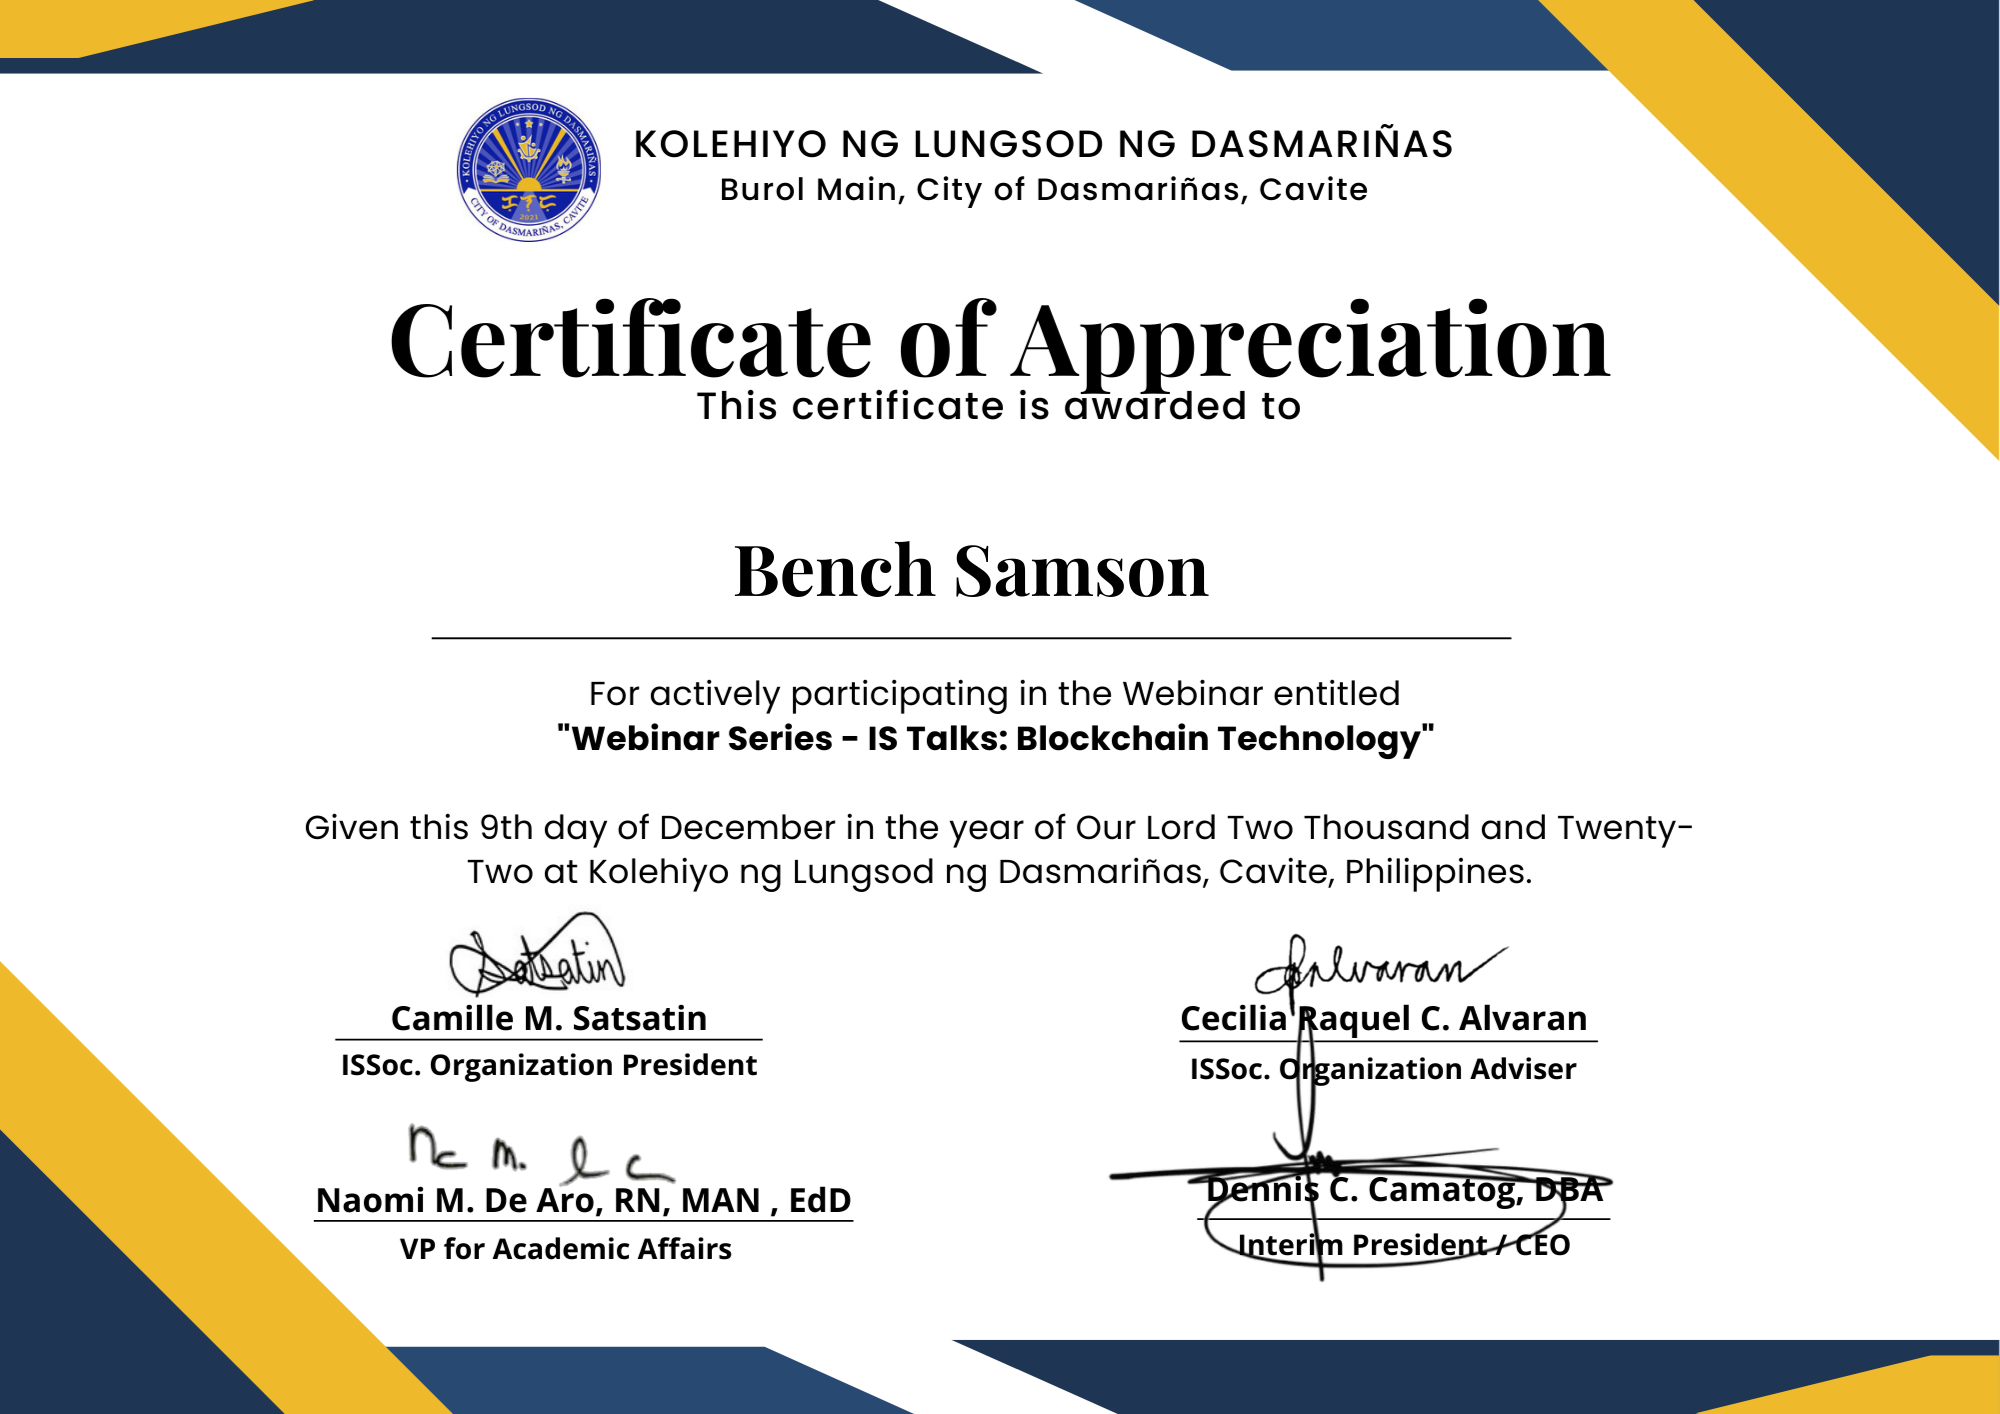 KOLEHIYO NG LUNGSOD NG DASMARIÑAS
CITY OF DASMARIÑAS, CAVITE
2021
KOLEHIYO NG LUNGSOD NG DASMARIÑAS
Burol Main, City of Dasmariñas, Cavite
Certificate of Appreciation
This certificate is awarded to
Bench Samson
For actively participating in the Webinar entitled
"Webinar Series - IS Talks: Blockchain Technology"
Given this 9th day of December in the year of Our Lord Two Thousand and Twenty-
Two at Kolehiyo ng Lungsod ng Dasmariñas, Cavite, Philippines.
Satsatin
Camille M. Satsatin
ISSoc. Organization President
Alvaran
Cecilia Raquel C. Alvaran
ISSoc. Organization Adviser
Naomi M. De Aro, RN, MAN , EdD
VP for Academic Affairs
Dennis C. Camatog, DBA
Interim President / CEO